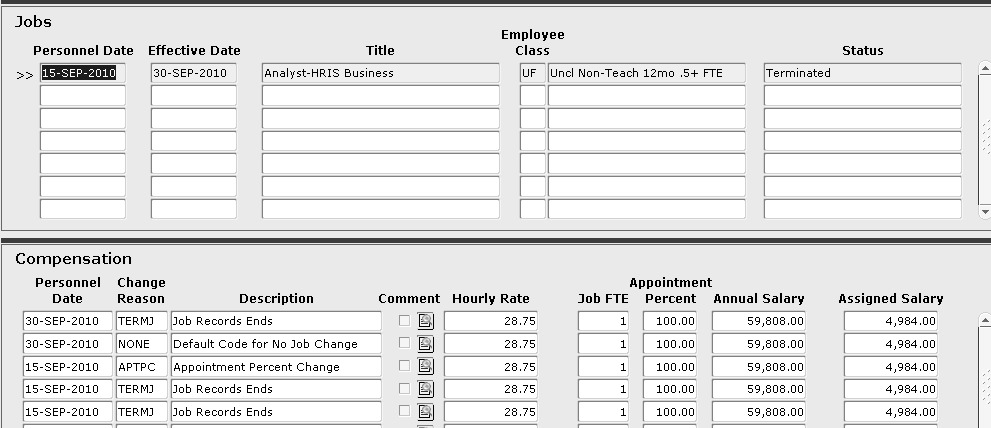 Jobs
Employee
Personnel Date Effective Date Title Class Status
>> 15-SEP-2010 30-SEP-2010 Analyst-HRIS Business UF Uncl Non-Teach 12mo .5+ FTE Terminated
Compensation
Personnel Change Appointment
Date Reason Description Comment Hourly Rate Job FTE Percent Annual Salary Assigned Salary
30-SEP-2010 TERMJ Job Records Ends 28.75 1 100.00 59,808.00 4,984.00
30-SEP-2010 NONE Default Code for No Job Change 28.75 1 100.00 59,808.00 4,984.00
15-SEP-2010 APTPC Appointment Percent Change 28.75 1 100.00 59,808.00 4,984.00
15-SEP-2010 TERMJ Job Records Ends 28.75 1 100.00 59,808.00 4,984.00
15-SEP-2010 TERMJ Job Records Ends 28.75 1 100.00 59,808.00 4,984.00